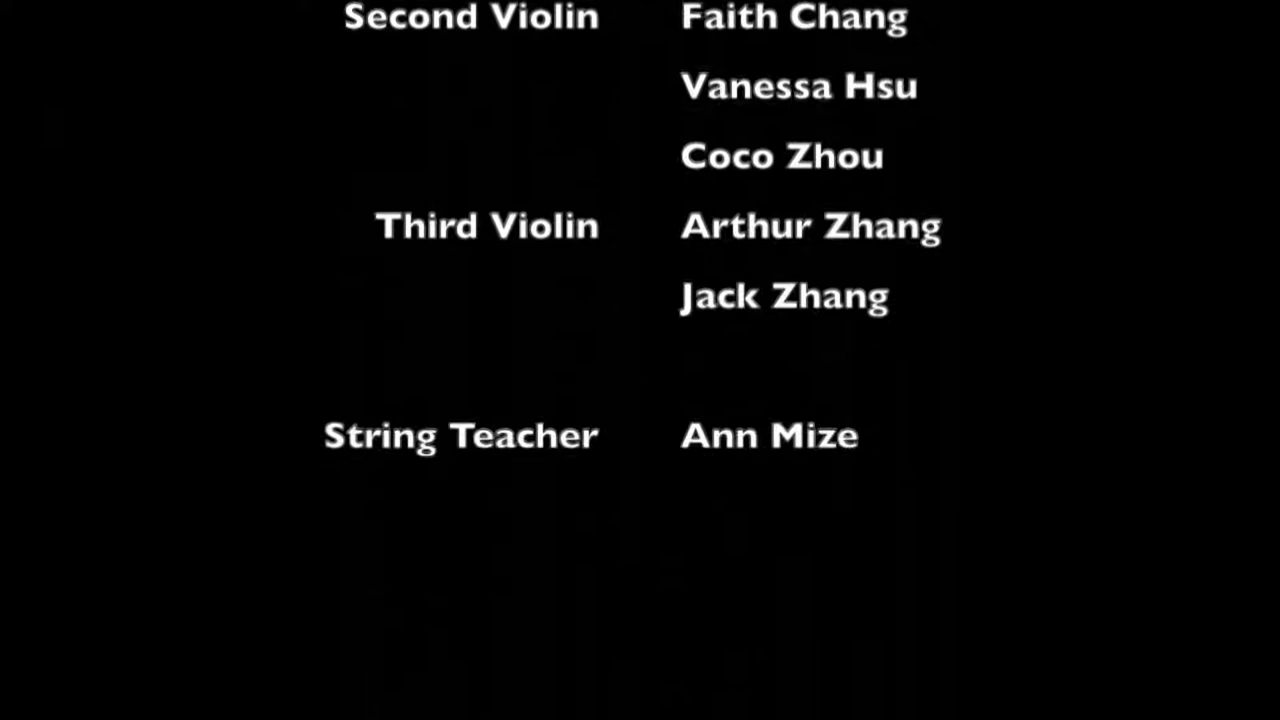 Second Violin Faith Chang
Vanessa Hsu
Coco Zhou
Third Violin Arthur Zhang
Jack Zhang
String Teacher Ann Mize